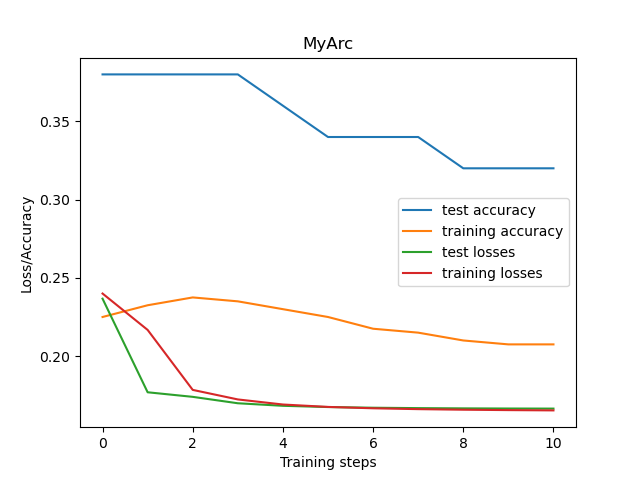 MyArc
Loss/Accuracy
0.35
0.30
0.25
0.20
test accuracy
training accuracy
test losses
training losses
0 2 4 6 8 10
Training steps